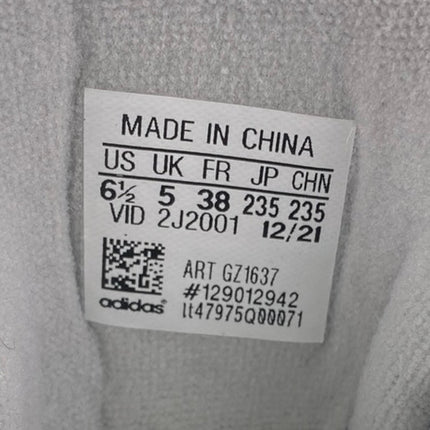 MADE IN CHINA
US UK FR JP CHN
6½ 5 38 235 235
VID 2J2001 12/21
ART GZ1637
#129012942
adidas lt47975Q00071